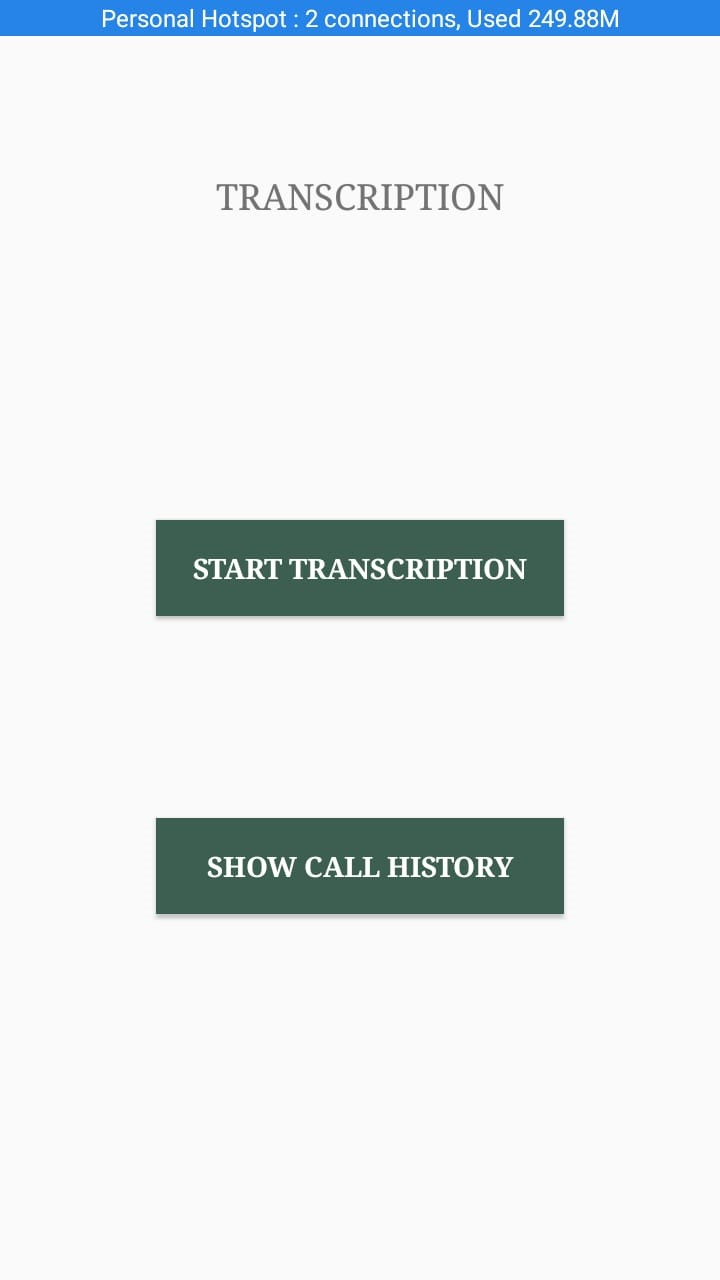 Personal Hotspot : 2 connections, Used 249.88M
TRANSCRIPTION
START TRANSCRIPTION
SHOW CALL HISTORY